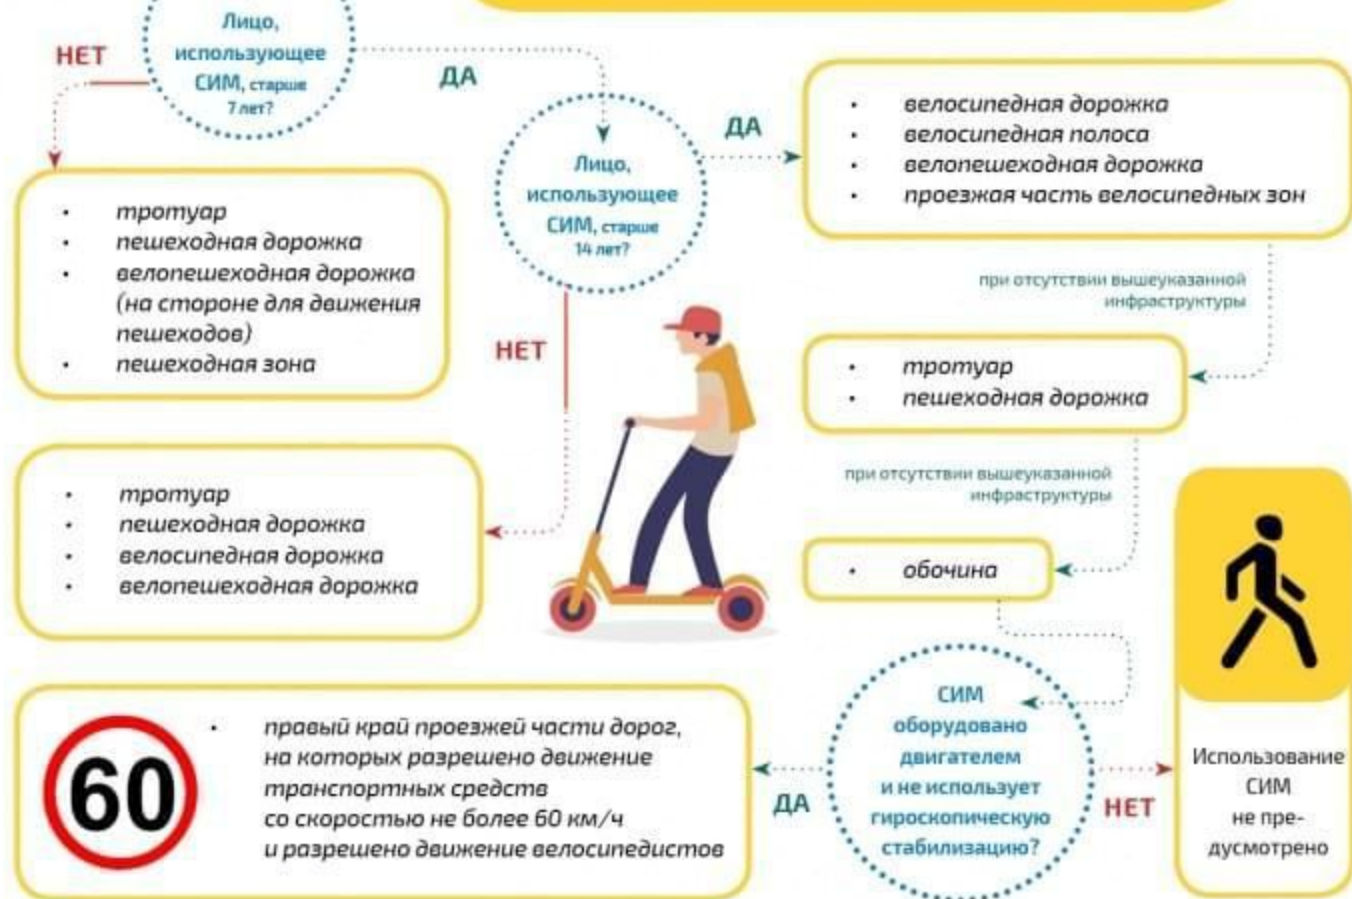 Лицо,
использующее
СИМ, старше
7 лет?
НЕТ
ДА
Лицо,
использующее
СИМ, старше
14 лет?
ДА
• велосипедная дорожка
• велосипедная полоса
• велопешеходная дорожка
• проезжая часть велосипедных зон
• тротуар
• пешеходная дорожка
• велопешеходная дорожка
(на стороне для движения
пешеходов)
• пешеходная зона
при отсутствии вышеуказанной
инфраструктуры
НЕТ
• тротуар
• пешеходная дорожка
• тротуар
• пешеходная дорожка
• велосипедная дорожка
• велопешеходная дорожка
при отсутствии вышеуказанной
инфраструктуры
• обочина
60
• правый край проезжей части дорог,
на которых разрешено движение
транспортных средств
со скоростью не более 60 км/ч
и разрешено движение велосипедистов
ДА
СИМ
оборудовано
двигателем
и не использует
гироскопическую
стабилизацию?
НЕТ
Использование
СИМ
не пре-
дусмотрено